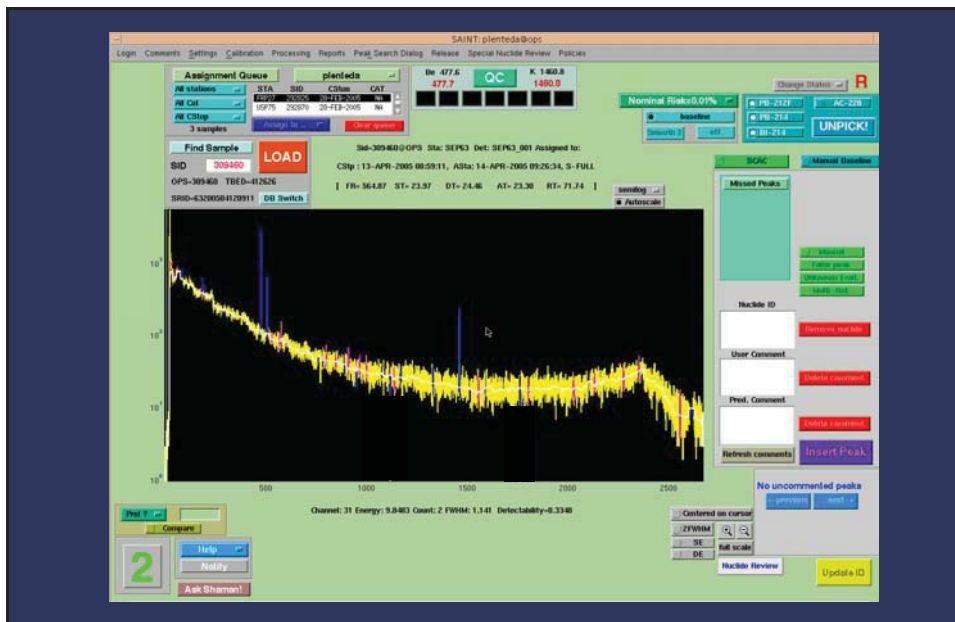 SAINT: plenteda@ops
Login Comments Settings Calibration Processing Reports Peak Search Dialog Release Special Nuclide Review Policies
Assignment Queue plenteda
All stations
All Cat
All CStop
3 samples
STA SID CStop CAT
FRP27 292825 28-FEB-2005 NA
USP75 292870 28-FEB-2005 NA
Assign to ... Clear queue
Be 477.6 QC K 1460.8
477.7 1460.8
Change Status R
Nominal Risk±0.01%
baseline
Smooth 2 off
PB-212F AC-228
PB-214
BI-214 UNPICK!
Find Sample LOAD
SID 309460
OPS=309460 TBED=412626
SRID=63200504120911 DB Switch
Sid=309460@OPS Sta: SEP63 Det: SEP63_001 Assigned to:
CStp : 13-APR-2005 08:59:11, ASta: 14-APR-2005 09:26:34, S-FULL
[ FR= 564.87 ST= 23.97 DT= 24.46 AT= 23.30 RT= 71.74 ]
semilog
Autoscale
SCAC Manual Baseline
Missed Peaks
Nuclide ID
Remove nuclide
User Comment
Delete comment
Pred. Comment
Delete comment
Refresh comments Insert Peak
10³
10²
10¹
10⁰
500 1000 1500 2000 2500
Channel: 31 Energy: 9.8483 Count: 2 FWHM: 1.141 Detectability=0.3348
No uncommented peaks
<- previous next ->
Compare
2
Help
Notify
Ask Shaman!
Centered on cursor
2FWHM
SE full scale
DE
Nuclide Review
Update ID